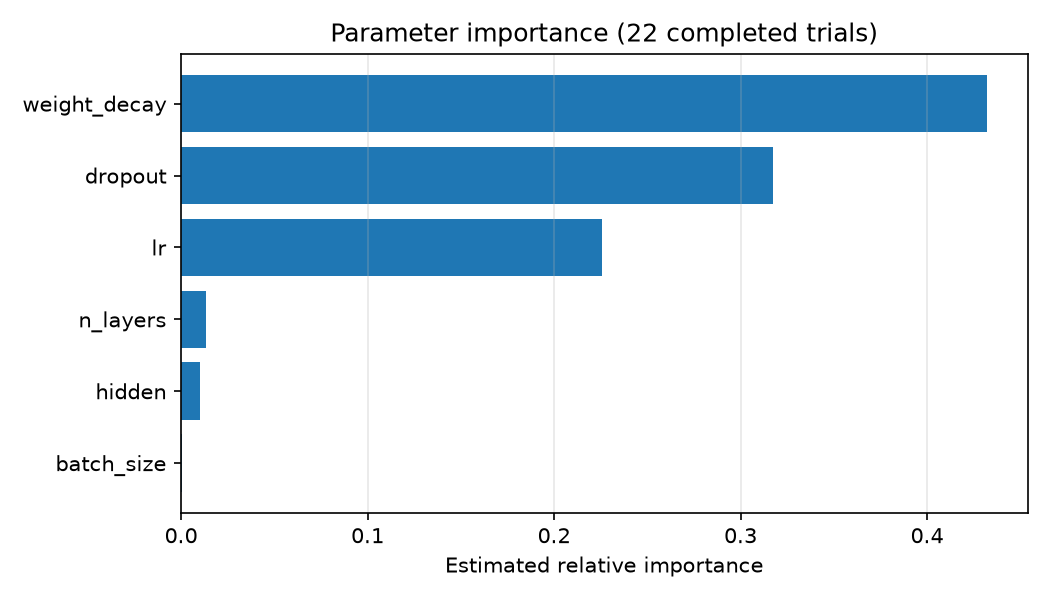 Parameter importance (22 completed trials)
weight_decay
dropout
lr
n_layers
hidden
batch_size
0.0 0.1 0.2 0.3 0.4
Estimated relative importance